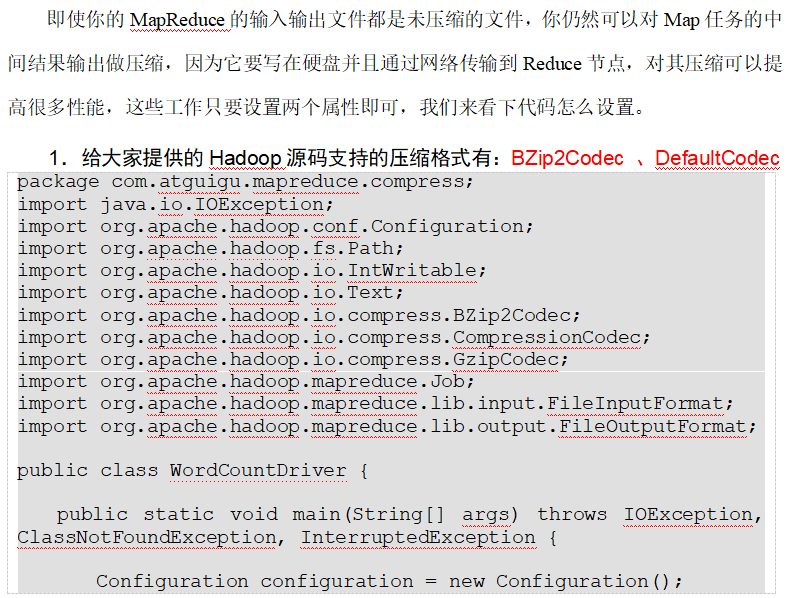 即使你的 MapReduce 的输入输出文件都是未压缩的文件，你仍然可以对 Map 任务的中
间结果输出做压缩，因为它要写在硬盘并且通过网络传输到 Reduce 节点，对其压缩可以提
高很多性能，这些工作只要设置两个属性即可，我们来看下代码怎么设置。
1．给大家提供的 Hadoop 源码支持的压缩格式有：BZip2Codec 、DefaultCodec
package com.atguigu.mapreduce.compress;
import java.io.IOException;
import org.apache.hadoop.conf.Configuration;
import org.apache.hadoop.fs.Path;
import org.apache.hadoop.io.IntWritable;
import org.apache.hadoop.io.Text;
import org.apache.hadoop.io.compress.BZip2Codec;
import org.apache.hadoop.io.compress.CompressionCodec;
import org.apache.hadoop.io.compress.GzipCodec;
import org.apache.hadoop.mapreduce.Job;
import org.apache.hadoop.mapreduce.lib.input.FileInputFormat;
import org.apache.hadoop.mapreduce.lib.output.FileOutputFormat;
public class WordCountDriver {
public static void main(String[] args) throws IOException,
ClassNotFoundException, InterruptedException {
Configuration configuration = new Configuration();